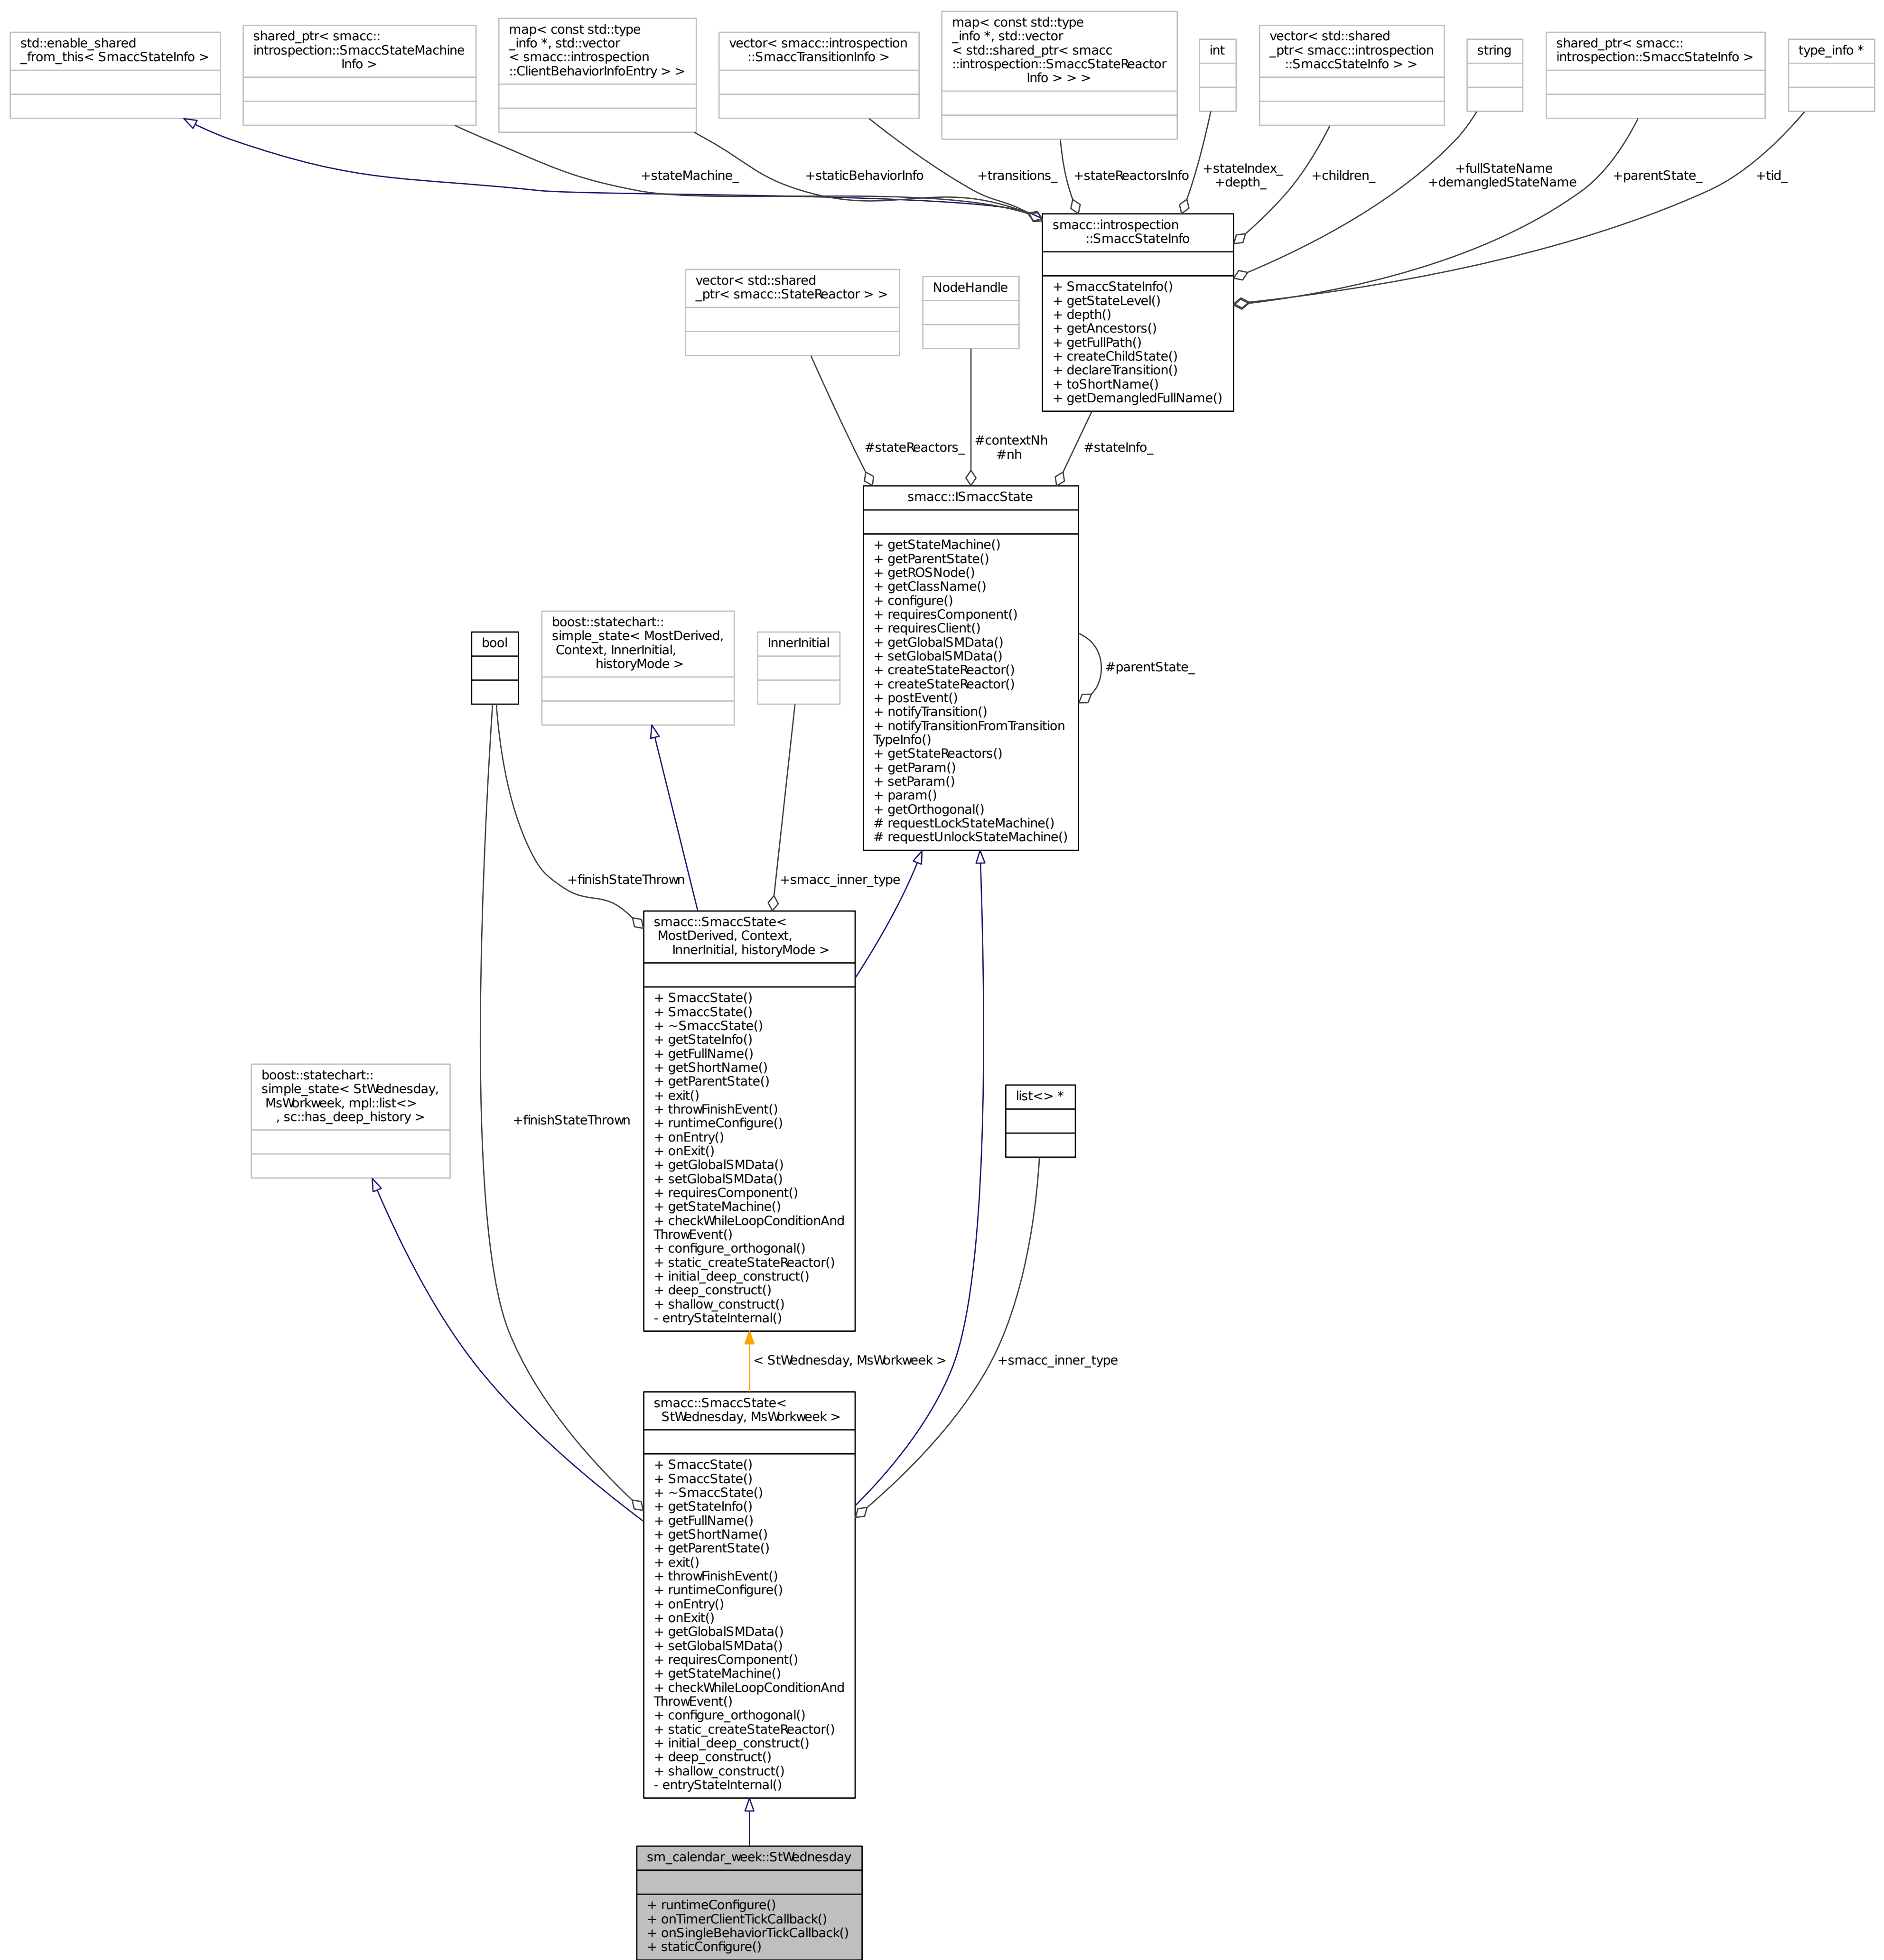 std::enable_shared
_from_this< SmaccStateInfo >
shared_ptr< smacc::
introspection::SmaccStateMachine
Info >
map< const std::type
_info *, std::vector
< smacc::introspection
::ClientBehaviorInfoEntry > >
vector< smacc::introspection
::SmaccTransitionInfo >
map< const std::type
_info *, std::vector
< std::shared_ptr< smacc
::introspection::SmaccStateReactor
Info > > >
int
vector< std::shared
_ptr< smacc::introspection
::SmaccStateInfo > >
string
shared_ptr< smacc::
introspection::SmaccStateInfo >
type_info *
+stateMachine_
+staticBehaviorInfo
+transitions_
+stateReactorsInfo
+stateIndex_
+depth_
+children_
+fullStateName
+demangledStateName
+parentState_
+tid_
smacc::introspection
::SmaccStateInfo
+ SmaccStateInfo()
+ getStateLevel()
+ depth()
+ getAncestors()
+ getFullPath()
+ createChildState()
+ declareTransition()
+ toShortName()
+ getDemangledFullName()
vector< std::shared
_ptr< smacc::StateReactor > >
NodeHandle
#stateReactors_
#contextNh
#nh
#stateInfo_
smacc::ISmaccState
+ getStateMachine()
+ getParentState()
+ getROSNode()
+ getClassName()
+ configure()
+ requiresComponent()
+ requiresClient()
+ getGlobalSMData()
+ setGlobalSMData()
+ createStateReactor()
+ createStateReactor()
+ postEvent()
+ notifyTransition()
+ notifyTransitionFromTransition
TypeInfo()
+ getStateReactors()
+ getParam()
+ setParam()
+ param()
+ getOrthogonal()
# requestLockStateMachine()
# requestUnlockStateMachine()
#parentState_
bool
boost::statechart::
simple_state< MostDerived,
Context, InnerInitial,
historyMode >
InnerInitial
+finishStateThrown
+smacc_inner_type
smacc::SmaccState<
MostDerived, Context,
InnerInitial, historyMode >
+ SmaccState()
+ SmaccState()
+ ~SmaccState()
+ getStateInfo()
+ getFullName()
+ getShortName()
+ getParentState()
+ exit()
+ throwFinishEvent()
+ runtimeConfigure()
+ onEntry()
+ onExit()
+ getGlobalSMData()
+ setGlobalSMData()
+ requiresComponent()
+ getStateMachine()
+ checkWhileLoopConditionAnd
ThrowEvent()
+ configure_orthogonal()
+ static_createStateReactor()
+ initial_deep_construct()
+ deep_construct()
+ shallow_construct()
- entryStateInternal()
boost::statechart::
simple_state< StWednesday,
MsWorkweek, mpl::list<>
, sc::has_deep_history >
+finishStateThrown
list<> *
< StWednesday, MsWorkweek >
+smacc_inner_type
smacc::SmaccState<
StWednesday, MsWorkweek >
+ SmaccState()
+ SmaccState()
+ ~SmaccState()
+ getStateInfo()
+ getFullName()
+ getShortName()
+ getParentState()
+ exit()
+ throwFinishEvent()
+ runtimeConfigure()
+ onEntry()
+ onExit()
+ getGlobalSMData()
+ setGlobalSMData()
+ requiresComponent()
+ getStateMachine()
+ checkWhileLoopConditionAnd
ThrowEvent()
+ configure_orthogonal()
+ static_createStateReactor()
+ initial_deep_construct()
+ deep_construct()
+ shallow_construct()
- entryStateInternal()
sm_calendar_week::StWednesday
+ runtimeConfigure()
+ onTimerClientTickCallback()
+ onSingleBehaviorTickCallback()
+ staticConfigure()